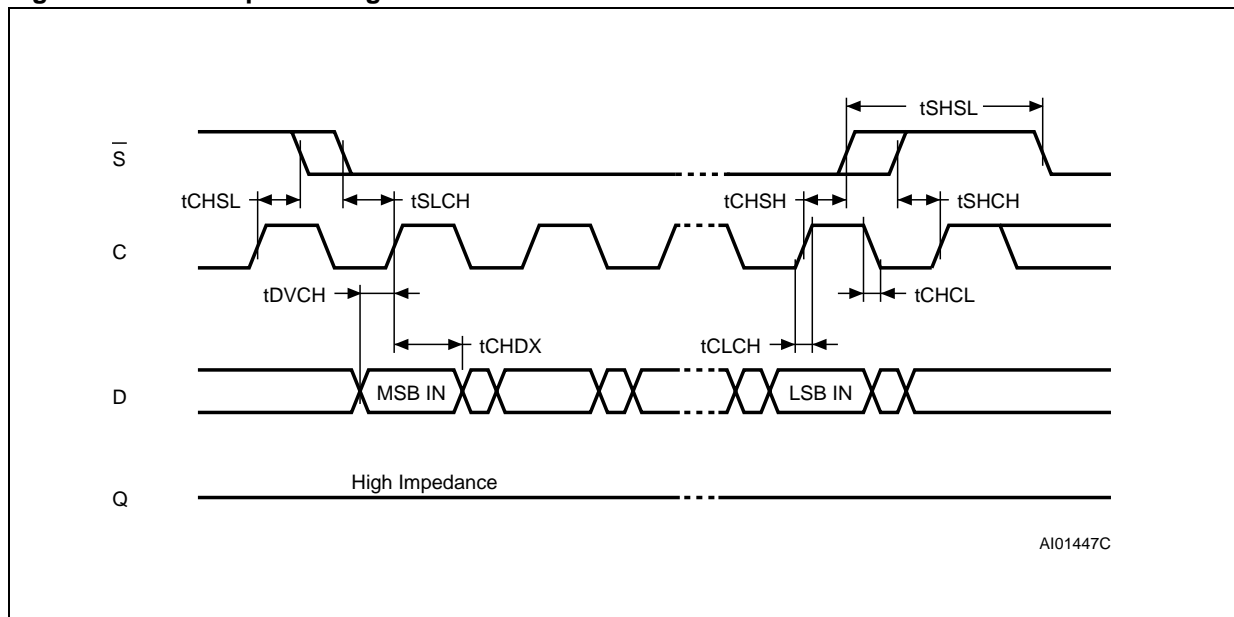 tSHSL
S
tCHSL
tSLCH
tCHSH
tSHCH
C
tDVCH
tCHCL
tCHDX
tCLCH
D
MSB IN
LSB IN
High Impedance
Q
AI01447C